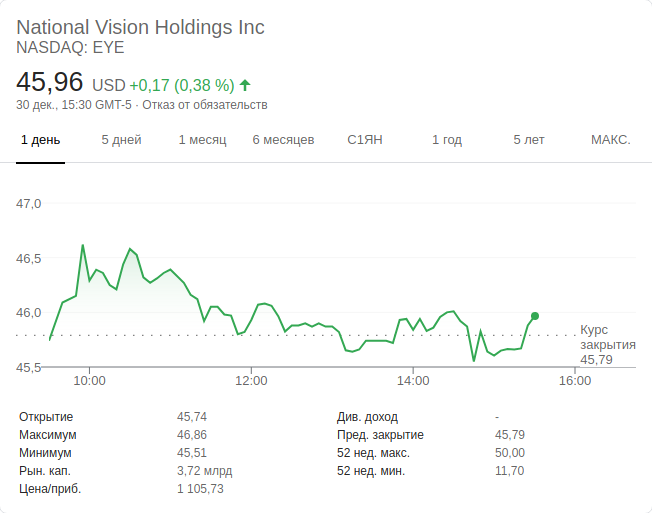 National Vision Holdings Inc
NASDAQ: EYE
45,96 USD +0,17 (0,38 %)
30 дек., 15:30 GMT-5 · Отказ от обязательств
1 день 5 дней 1 месяц 6 месяцев С1ЯН 1 год 5 лет МАКС.
47,0
46,5
46,0
45,5
Курс
закрытия
45,79
10:00 12:00 14:00 16:00
Открытие 45,74 Див. доход -
Максимум 46,86 Пред. закрытие 45,79
Минимум 45,51 52 нед. макс. 50,00
Рын. кап. 3,72 млрд 52 нед. мин. 11,70
Цена/приб. 1 105,73